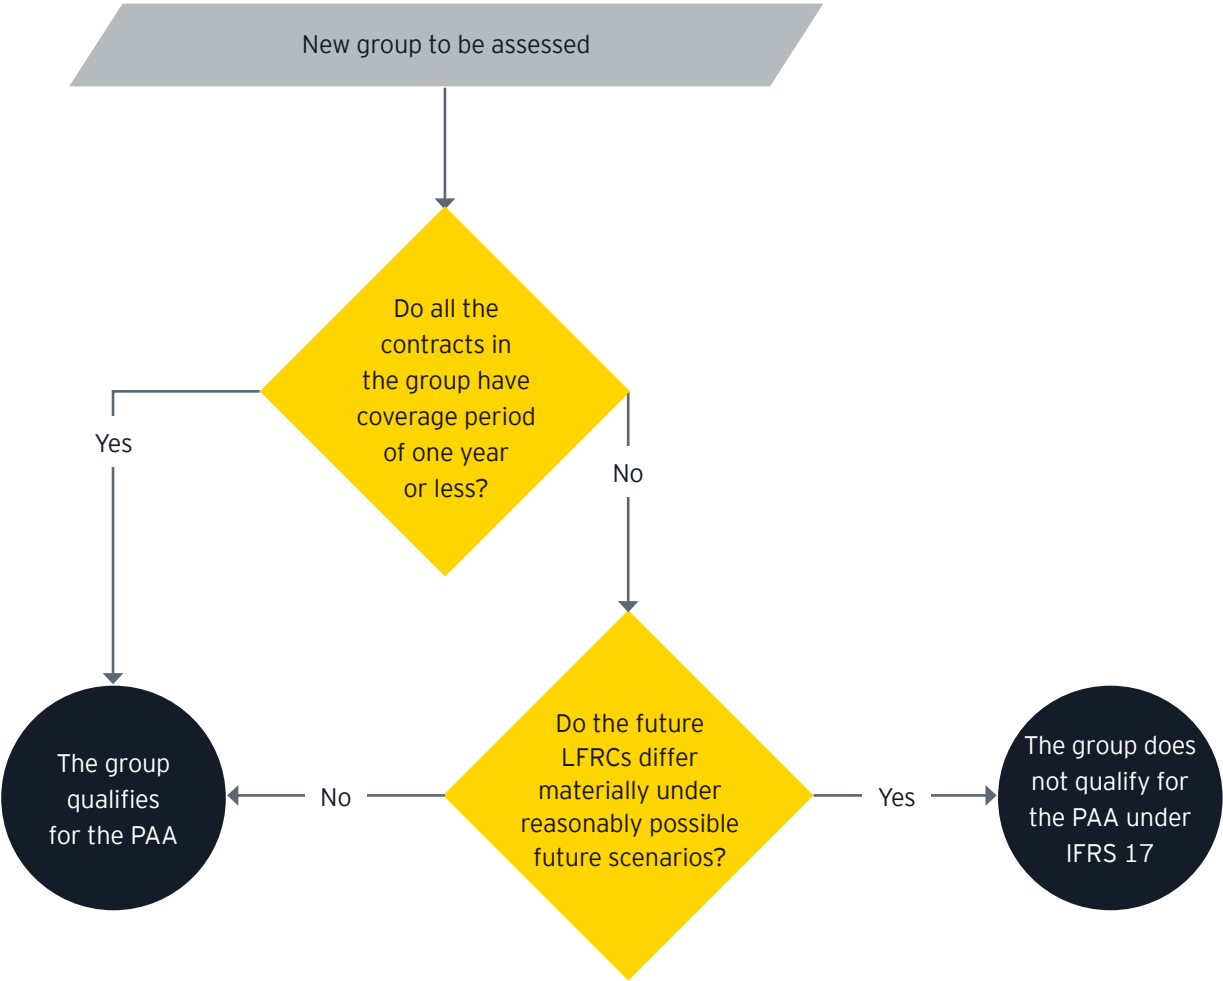 New group to be assessed
Do all the
contracts in
the group have
coverage period
of one year
or less?
Yes
No
Do the future
LFRCs differ
materially under
reasonably possible
future scenarios?
The group
qualifies
for the PAA
No
Yes
The group does
not qualify for
the PAA under
IFRS 17